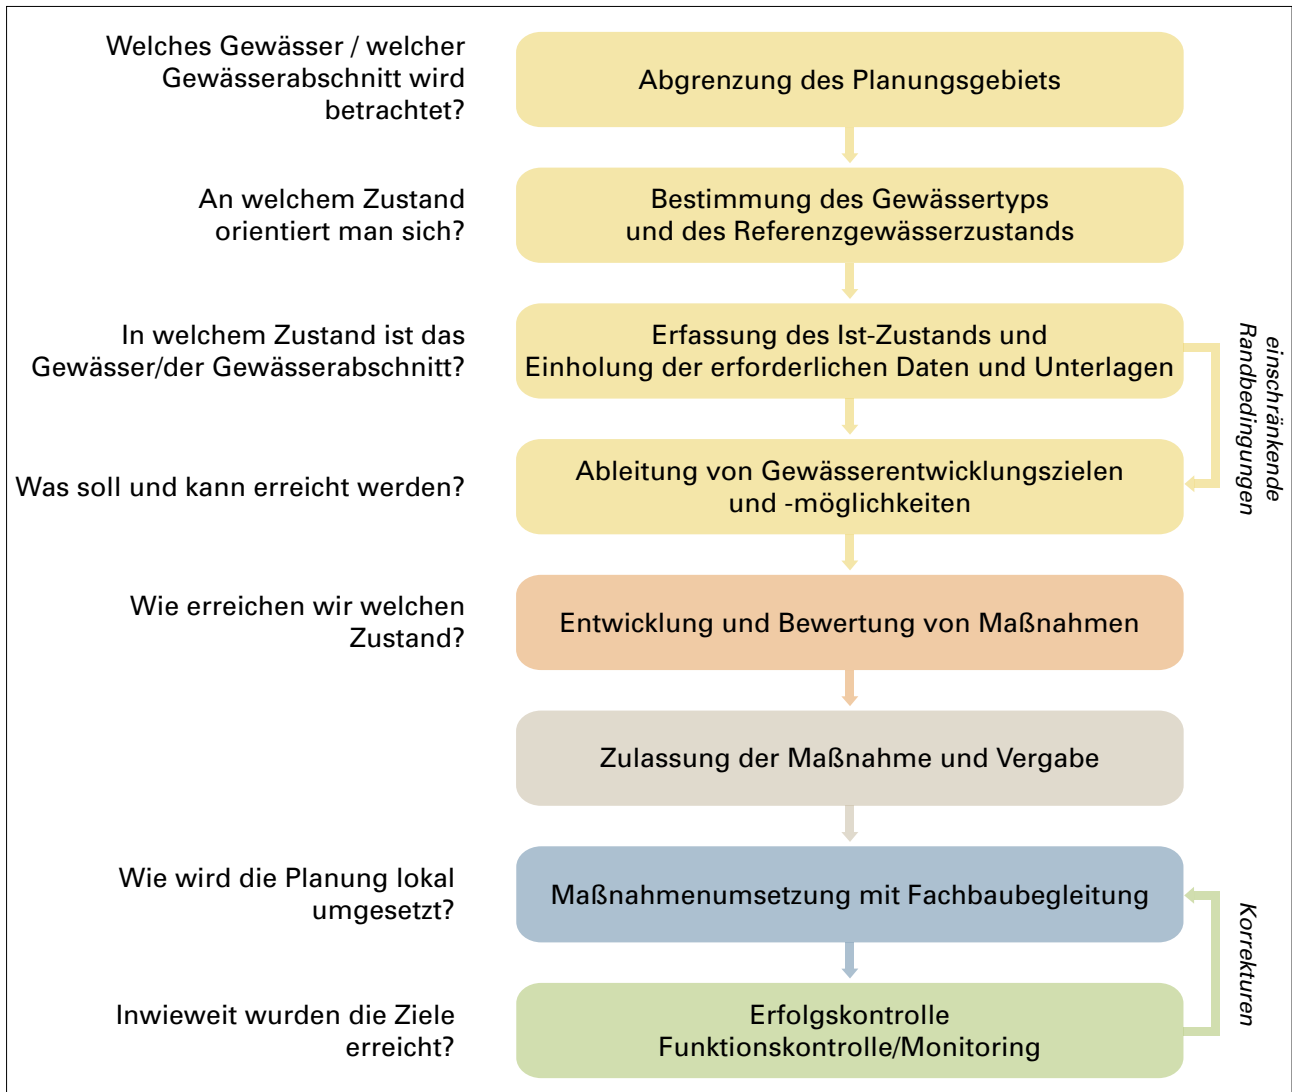 Welches Gewässer / welcher
Gewässerabschnitt wird
betrachtet?
Abgrenzung des Planungsgebiets
An welchem Zustand
orientiert man sich?
Bestimmung des Gewässertyps
und des Referenzgewässerzustands
In welchem Zustand ist das
Gewässer/der Gewässerabschnitt?
Erfassung des Ist-Zustands und
Einholung der erforderlichen Daten und Unterlagen
einschränkende
Randbedingungen
Was soll und kann erreicht werden?
Ableitung von Gewässerentwicklungszielen
und -möglichkeiten
Wie erreichen wir welchen
Zustand?
Entwicklung und Bewertung von Maßnahmen
Zulassung der Maßnahme und Vergabe
Wie wird die Planung lokal
umgesetzt?
Maßnahmenumsetzung mit Fachbaubegleitung
Korrekturen
Inwieweit wurden die Ziele
erreicht?
Erfolgskontrolle
Funktionskontrolle/Monitoring